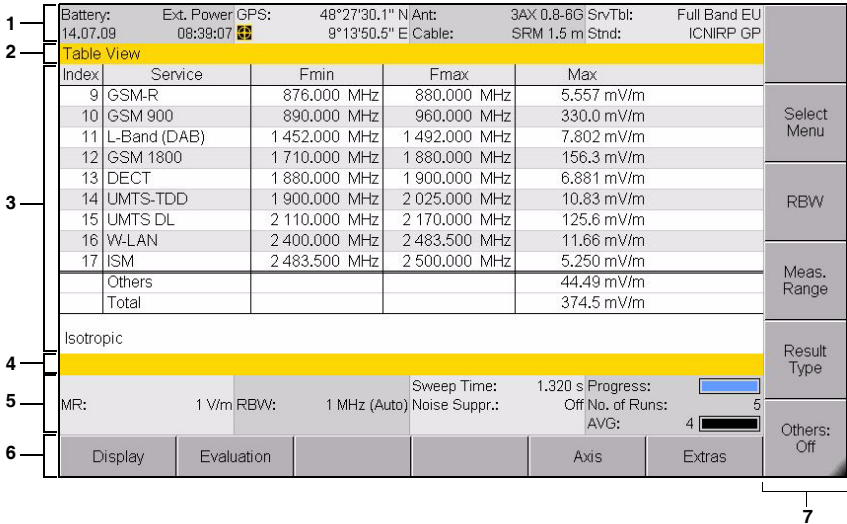 Battery: Ext. Power GPS: 48°27'30.1" N Ant: 3AX 0.8-6G SrvTbl: Full Band EU
1
14.07.09 08:39:07 9°13'50.5" E Cable: SRM 1.5 m Stnd: ICNIRP GP
2 Table View
Index Service Fmin Fmax Max
9 GSM-R 876.000 MHz 880.000 MHz 5.557 mV/m
10 GSM 900 890.000 MHz 960.000 MHz 330.0 mV/m
11 L-Band (DAB) 1 452.000 MHz 1 492.000 MHz 7.802 mV/m
12 GSM 1800 1 710.000 MHz 1 880.000 MHz 156.3 mV/m
13 DECT 1 880.000 MHz 1 900.000 MHz 6.881 mV/m
3
14 UMTS-TDD 1 900.000 MHz 2 025.000 MHz 10.83 mV/m
15 UMTS DL 2 110.000 MHz 2 170.000 MHz 125.6 mV/m
16 W-LAN 2 400.000 MHz 2 483.500 MHz 11.66 mV/m
17 ISM 2 483.500 MHz 2 500.000 MHz 5.250 mV/m
Others 44.49 mV/m
Total 374.5 mV/m
Isotropic
4
Sweep Time: 1.320 s Progress:
5
MR: 1 V/m RBW: 1 MHz (Auto) Noise Suppr.: Off No. of Runs: 5
AVG: 4
6
Display Evaluation Axis Extras
Select
Menu
RBW
Meas.
Range
Result
Type
Others:
Off
7